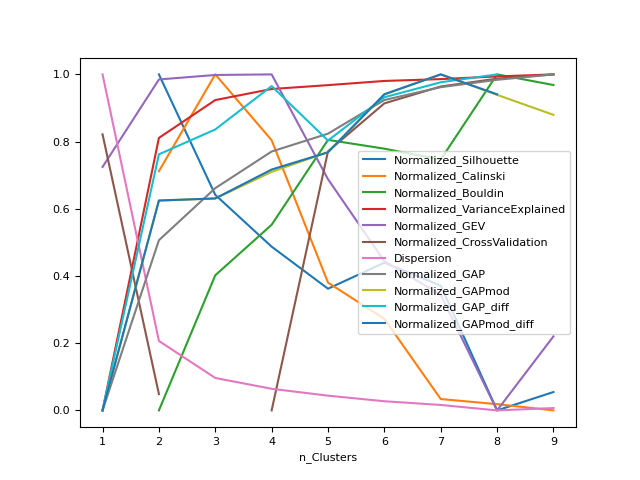 1.0
0.8
0.6
0.4
0.2
0.0
Normalized_Silhouette
Normalized_Calinski
Normalized_Bouldin
Normalized_VarianceExplained
Normalized_GEV
Normalized_CrossValidation
Dispersion
Normalized_GAP
Normalized_GAPmod
Normalized_GAP_diff
Normalized_GAPmod_diff
1 2 3 4 5 6 7 8 9
n_Clusters